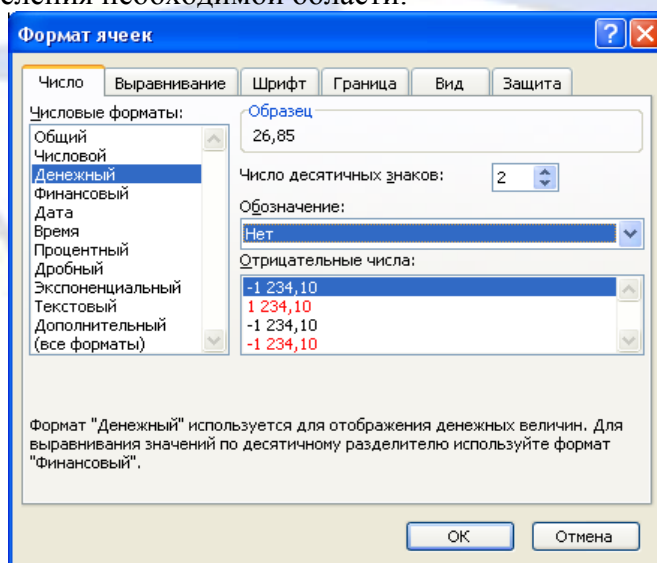 еления необходимой области.
Формат ячеек
Число Выравнивание Шрифт Граница Вид Защита
Числовые форматы:
Общий
Числовой
Денежный
Финансовый
Дата
Время
Процентный
Дробный
Экспоненциальный
Текстовый
Дополнительный
(все форматы)
Образец
26,85
Число десятичных знаков: 2
Обозначение:
Нет
Отрицательные числа:
-1 234,10
1 234,10
-1 234,10
-1 234,10
Формат "Денежный" используется для отображения денежных величин. Для
выравнивания значений по десятичному разделителю используйте формат
"Финансовый".
ОК Отмена